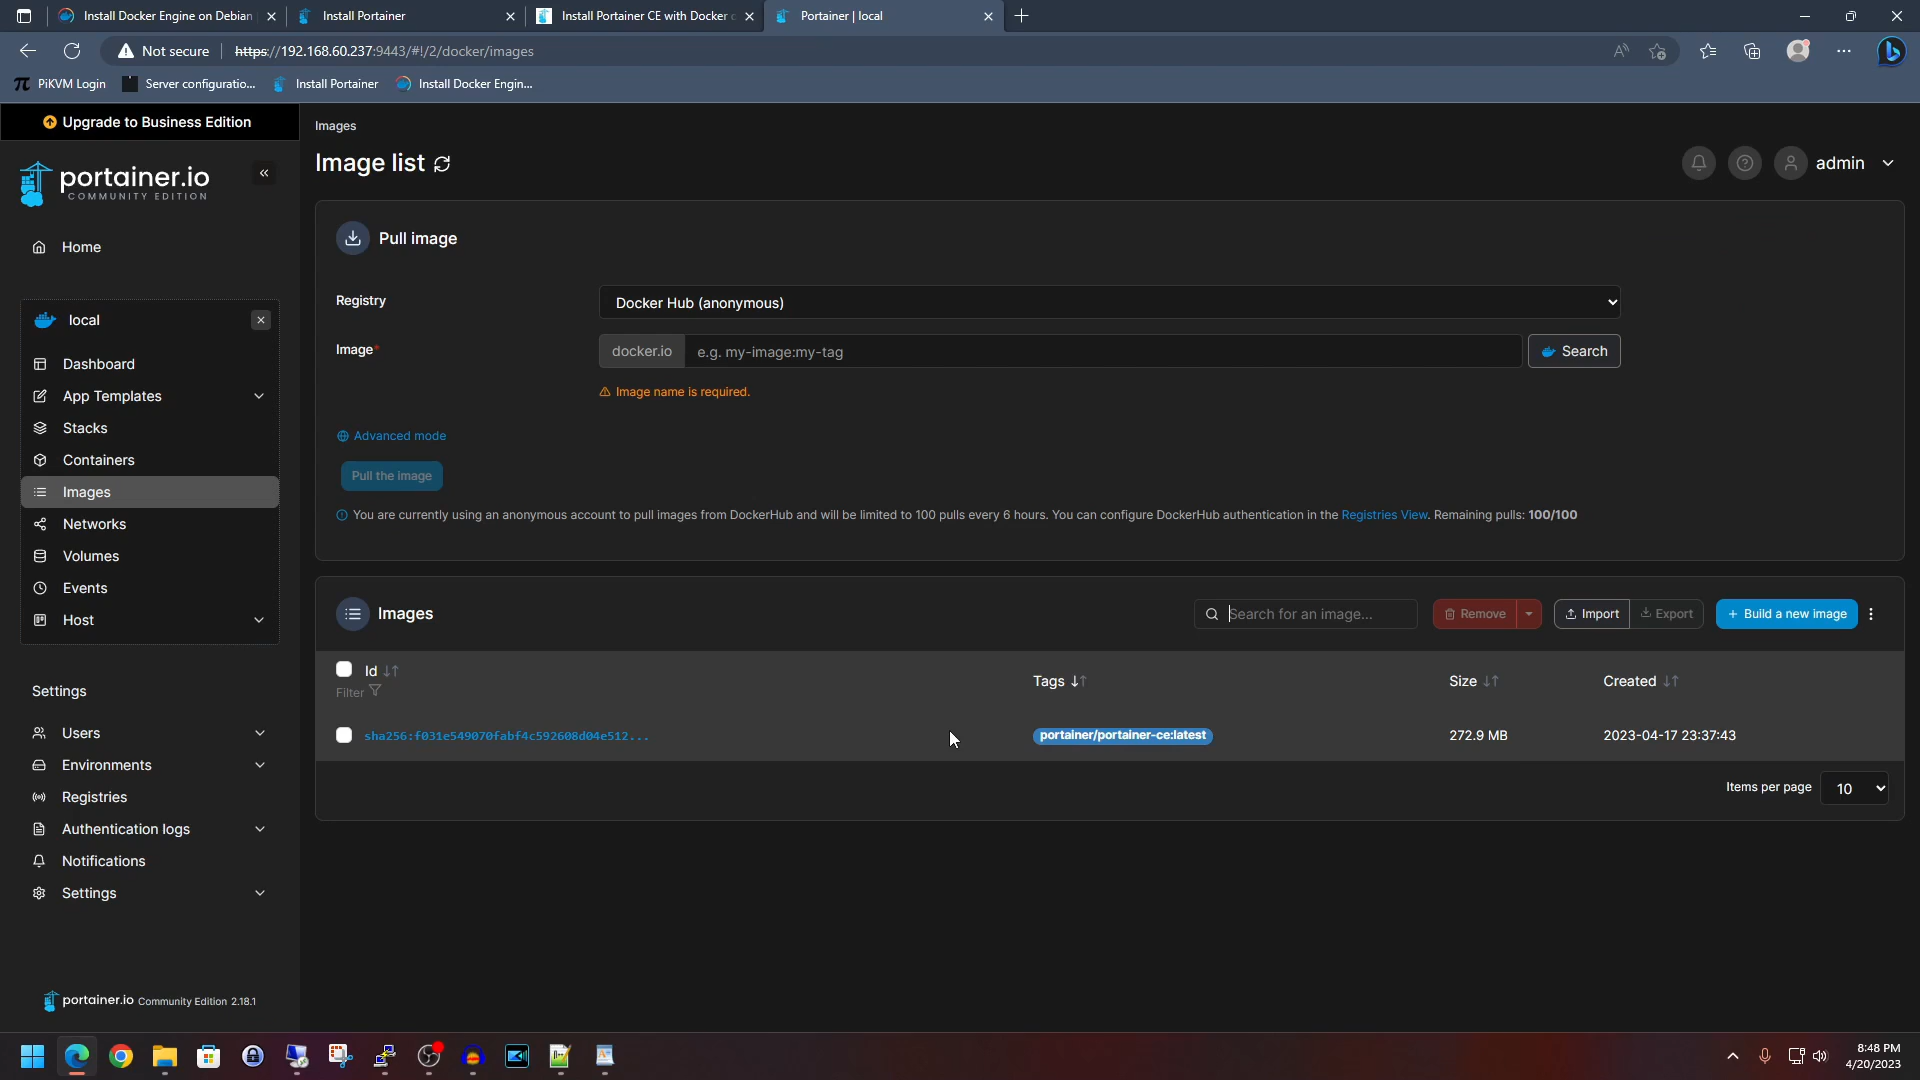 Install Docker Engine on Debian
Install Portainer
Install Portainer CE with Docker
Portainer | local
Not secure
https://192.168.60.237:9443/#!/2/docker/images
PiKVM Login
Server configuratio...
Install Portainer
Install Docker Engin...
Upgrade to Business Edition
portainer.io
COMMUNITY EDITION
Home
local
Dashboard
App Templates
Stacks
Containers
Images
Networks
Volumes
Events
Host
Settings
Users
Environments
Registries
Authentication logs
Notifications
Settings
portainer.io Community Edition 2.18.1
Images
Image list
admin
Pull image
Registry
Docker Hub (anonymous)
Image*
docker.io
e.g. my-image:my-tag
Search
Image name is required.
Advanced mode
Pull the image
You are currently using an anonymous account to pull images from DockerHub and will be limited to 100 pulls every 6 hours. You can configure DockerHub authentication in the Registries View. Remaining pulls: 100/100
Images
Search for an image...
Remove
Import
Export
+ Build a new image
Id
Filter
Tags
Size
Created
sha256:f031e549070fabf4c592608d04e512...
portainer/portainer-ce:latest
272.9 MB
2023-04-17 23:37:43
Items per page
10
8:48 PM
4/20/2023